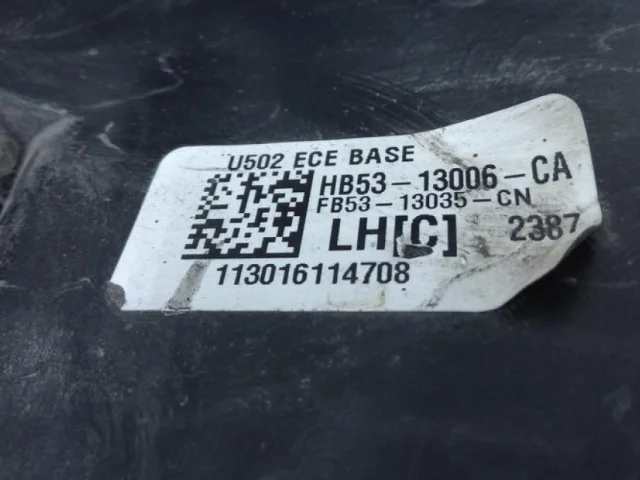 U502 ECE BASE
HB53-13006-CA
FB53-13035-CN
LH[C] 2387
113016114708